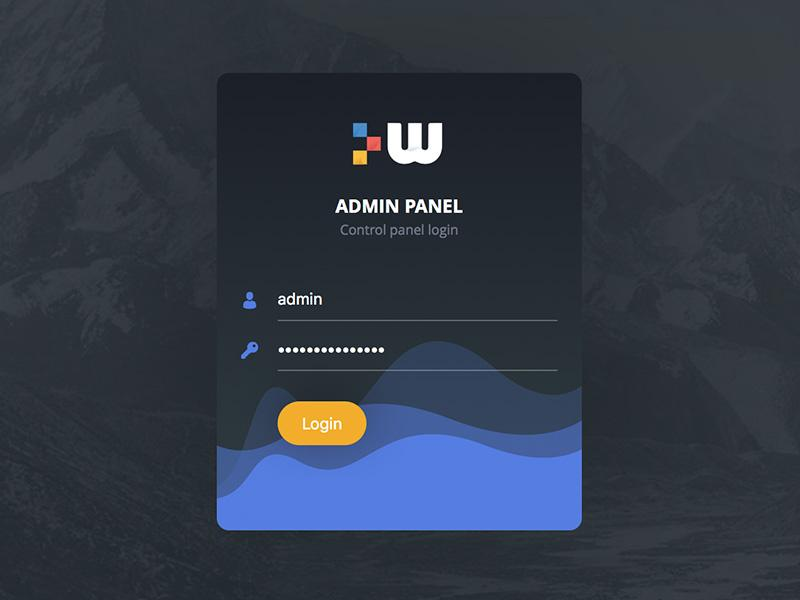 W
ADMIN PANEL
Control panel login
admin
•••••••••••••••
Login